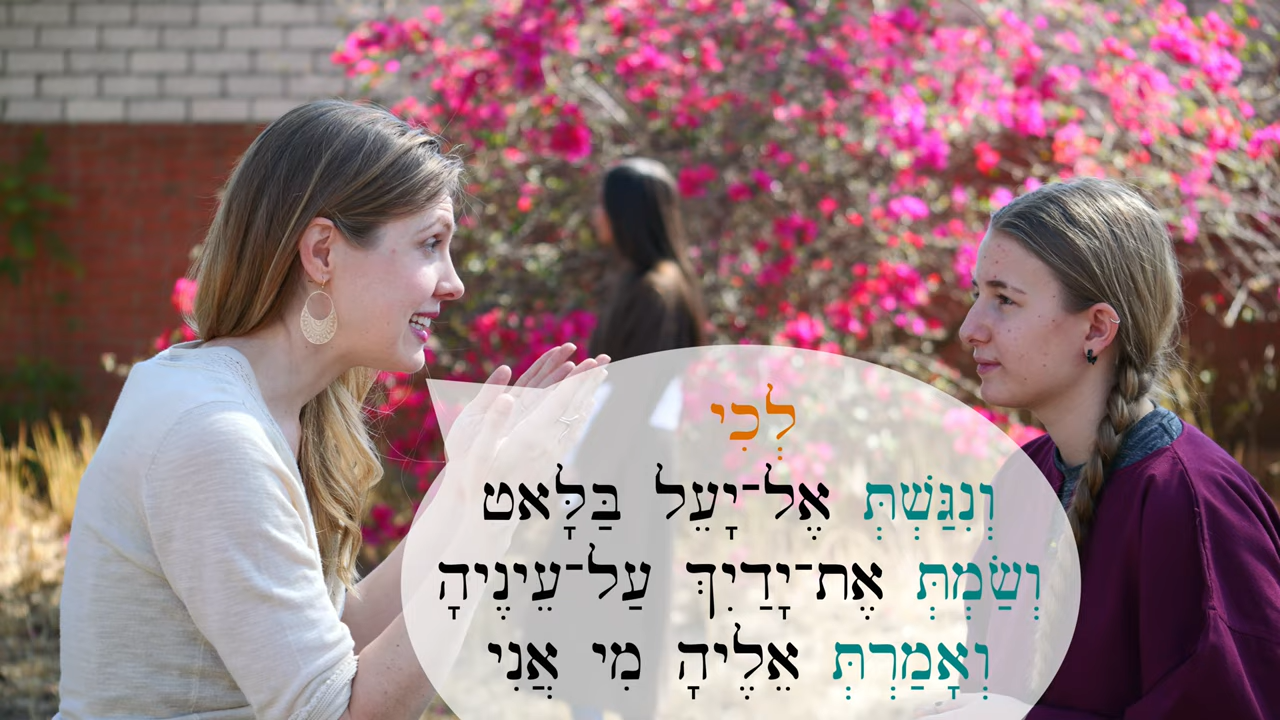 לְכִי
וְנִגַּשְׁתְּ אֶל־יָעֵל בַּלָּאט
וְשַׂמְתְּ אֶת־יָדַיִךְ עַל־עֵינֶיהָ
וְאָמַרְתְּ אֵלֶיהָ מִי אֲנִי